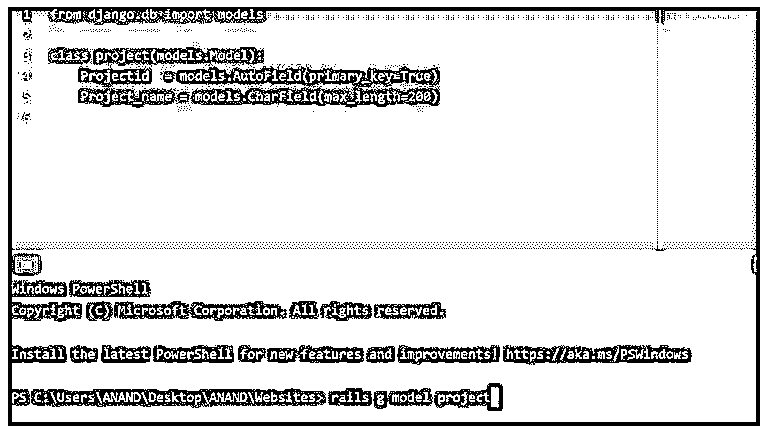 1 from django.db import models
2
3 class project(models.Model):
4 Projectid = models.AutoField(primary_key=True)
5 Project_name = models.CharField(max_length=200)
6
Windows PowerShell
Copyright (C) Microsoft Corporation. All rights reserved.
Install the latest PowerShell for new features and improvements! https://aka.ms/PSWindows
PS C:\Users\ANAND\Desktop\ANAND\Websites> rails g model project